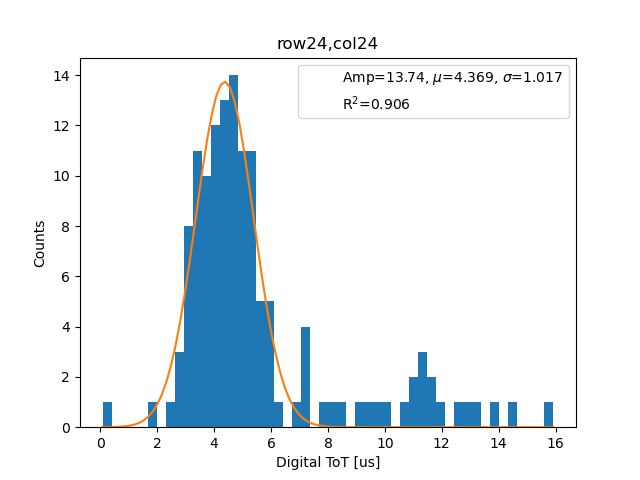 row24,col24
Amp=13.74, μ=4.369, σ=1.017
R²=0.906
14
12
10
8
6
4
2
0
Counts
0 2 4 6 8 10 12 14 16
Digital ToT [us]